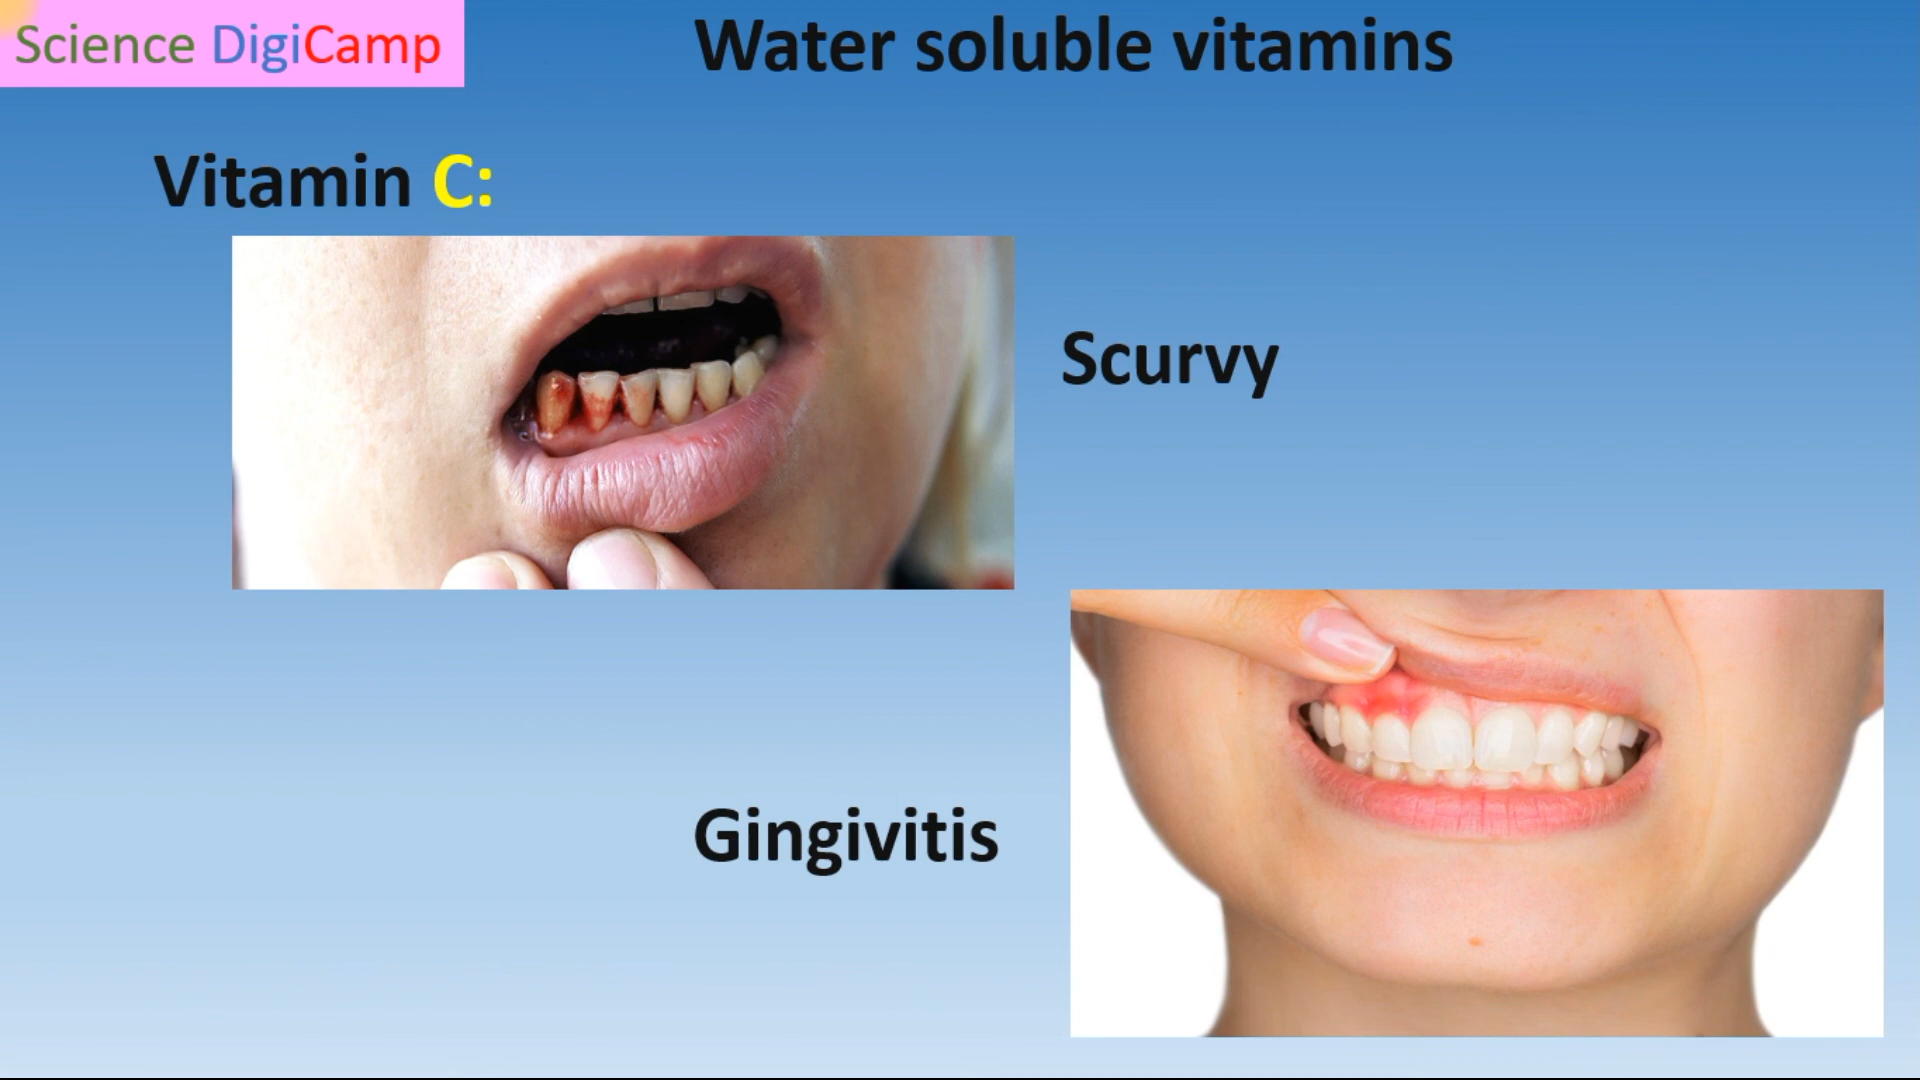 Science DigiCamp
Water soluble vitamins
Vitamin C:
Scurvy
Gingivitis